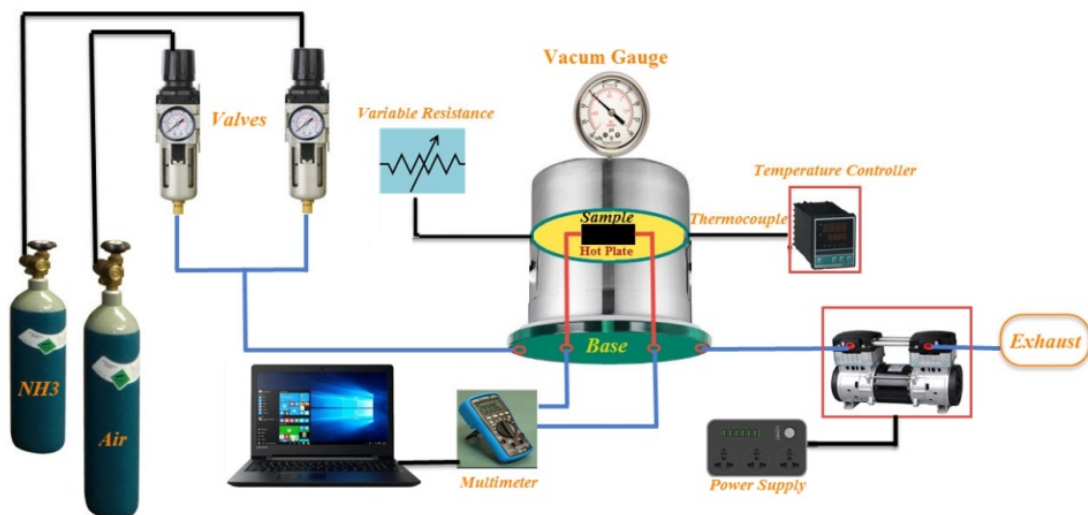 Vacum Gauge
Valves
Variable Resistance
Temperature Controller
Sample
Thermocouple
Hot Plate
Base
Exhaust
NH3
Air
Multimeter
Power Supply